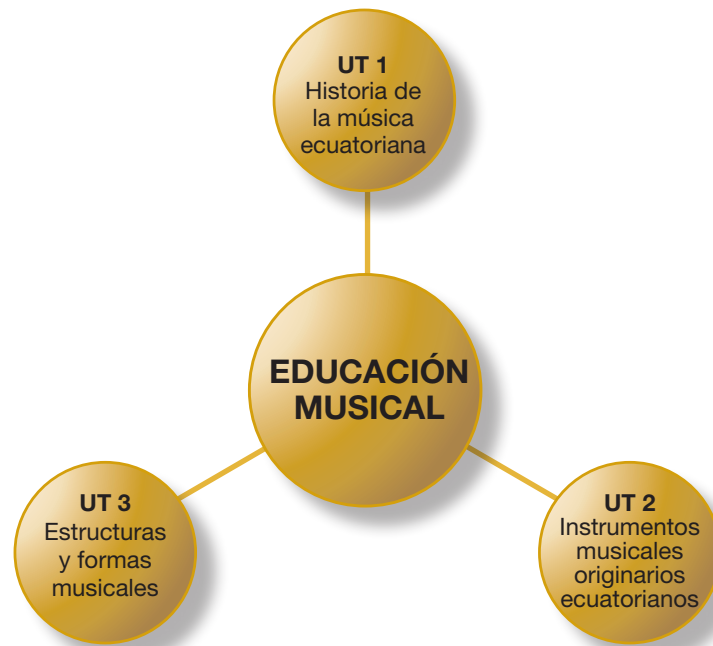 UT 1
Historia de
la música
ecuatoriana
EDUCACIÓN
MUSICAL
UT 3
Estructuras
y formas
musicales
UT 2
Instrumentos
musicales
originarios
ecuatorianos